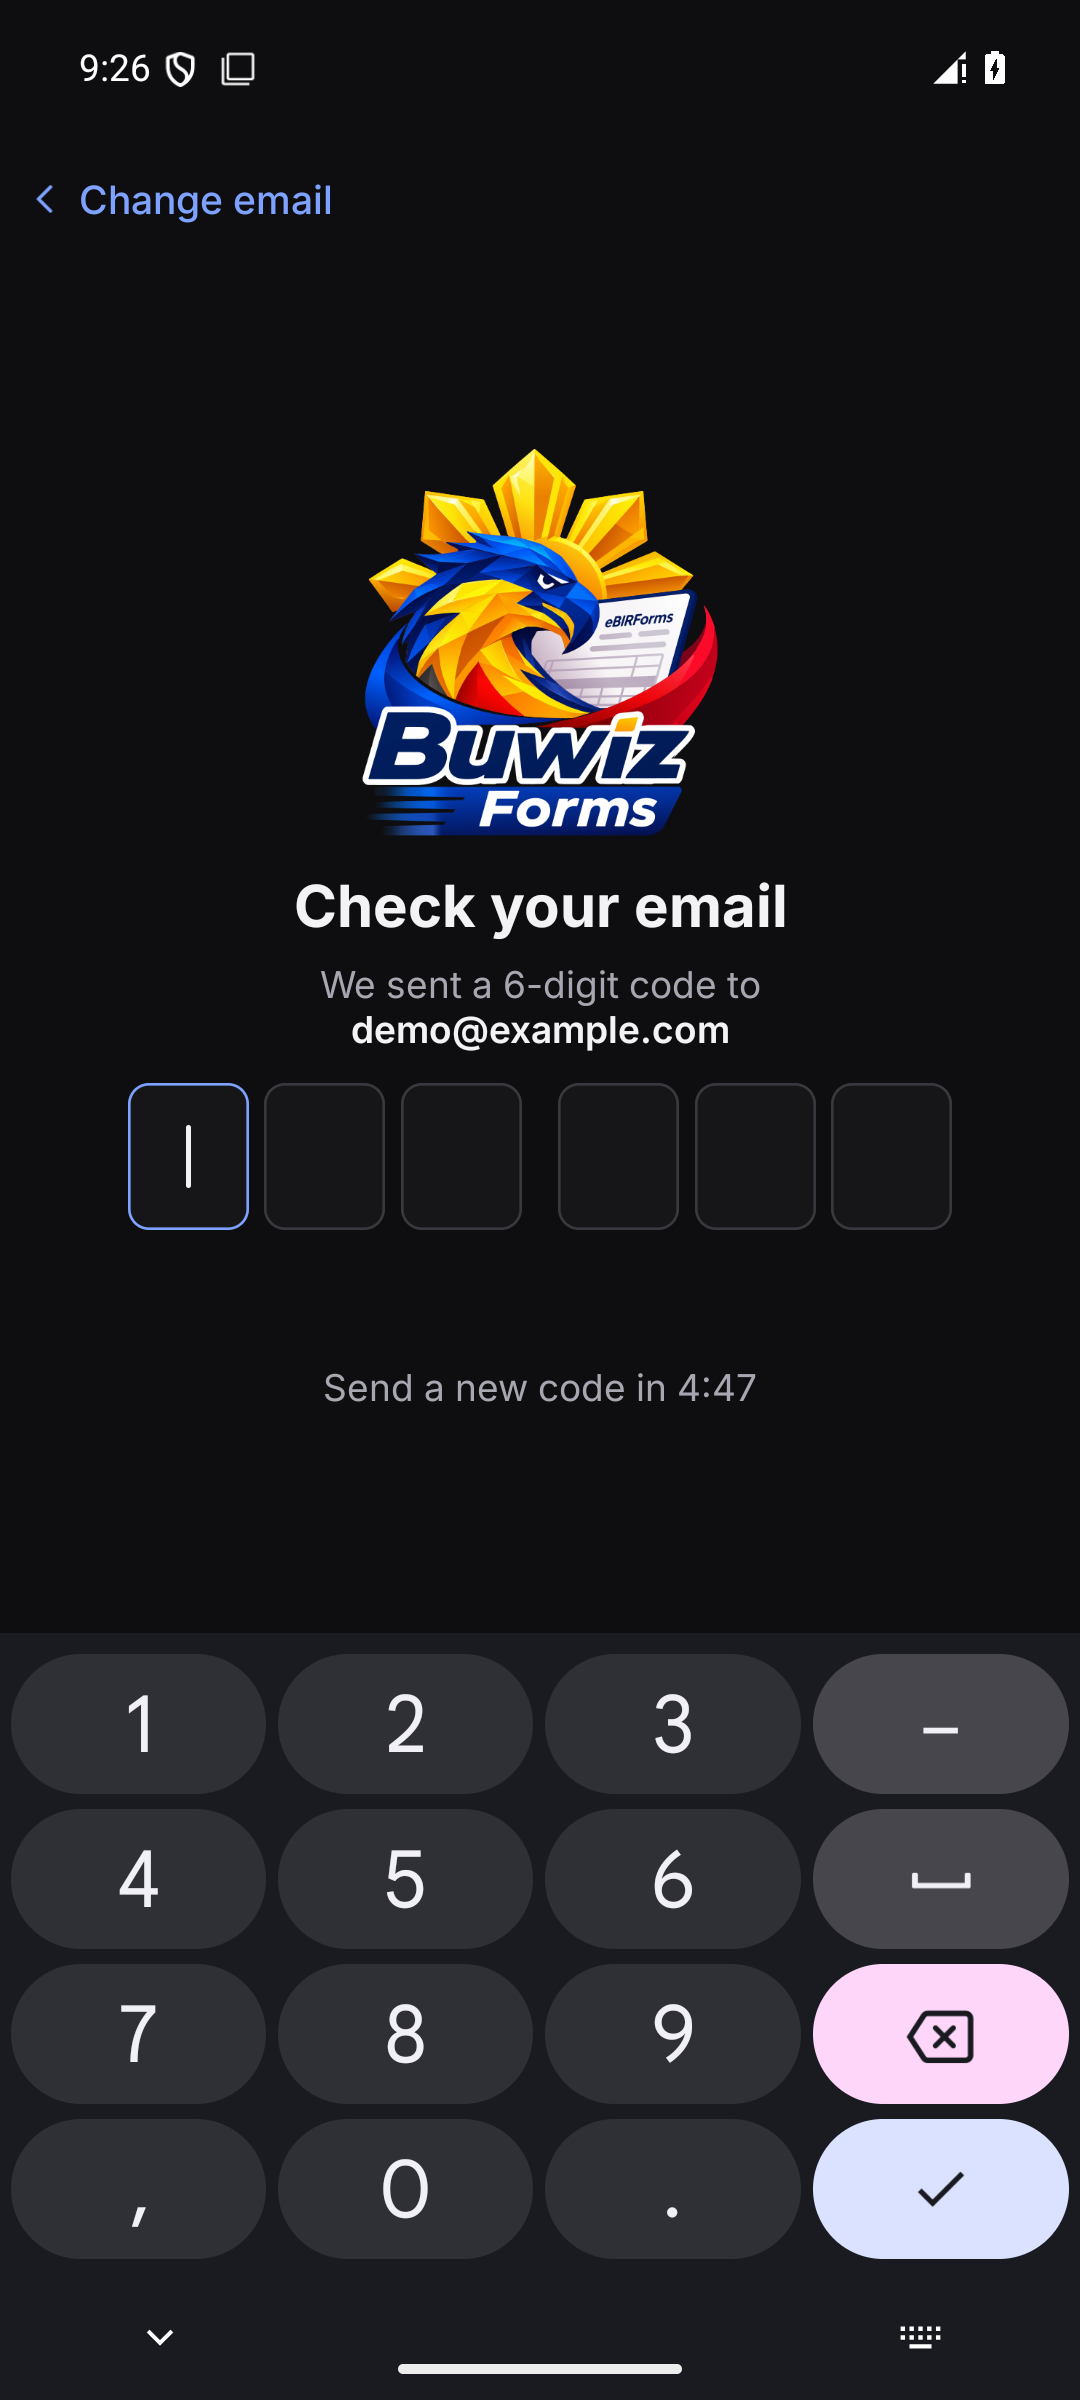 9:26
Change email
eBIRForms
Buwiz
Forms
Check your email
We sent a 6-digit code to
demo@example.com
Send a new code in 4:47
1 2 3 –
4 5 6
7 8 9
, 0 .